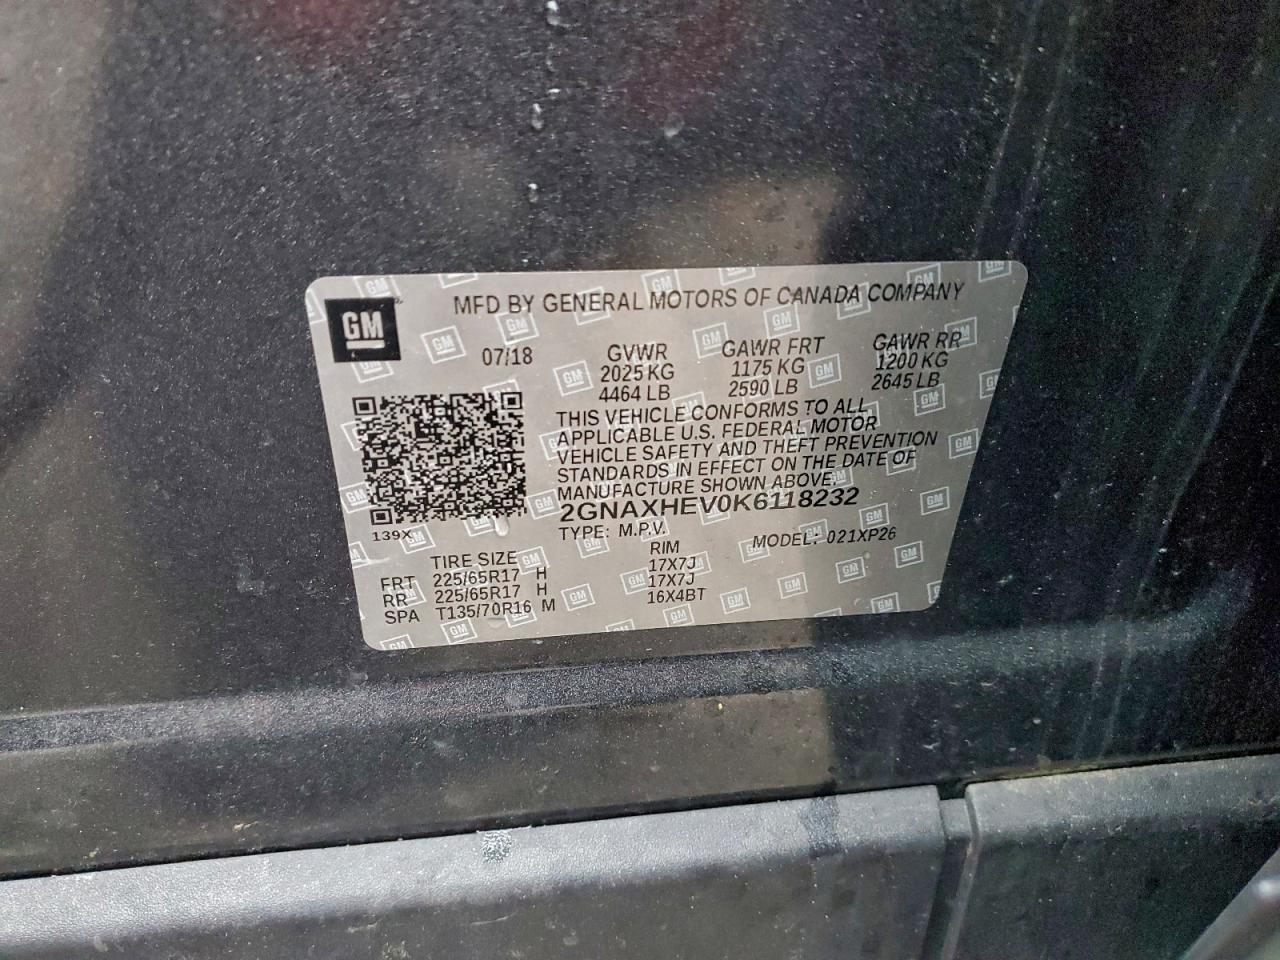 GM
MFD BY GENERAL MOTORS OF CANADA COMPANY
07/18 GVWR GAWR FRT GAWR RR
2025 KG 1175 KG 1200 KG
4464 LB 2590 LB 2645 LB
THIS VEHICLE CONFORMS TO ALL
APPLICABLE U.S. FEDERAL MOTOR
VEHICLE SAFETY AND THEFT PREVENTION
STANDARDS IN EFFECT ON THE DATE OF
MANUFACTURE SHOWN ABOVE.
2GNAXHEV0K6118232
139X
TYPE: M.P.V. MODEL: 021XP26
TIRE SIZE RIM
FRT 225/65R17 H 17X7J
RR 225/65R17 H 17X7J
SPA T135/70R16 M 16X4BT